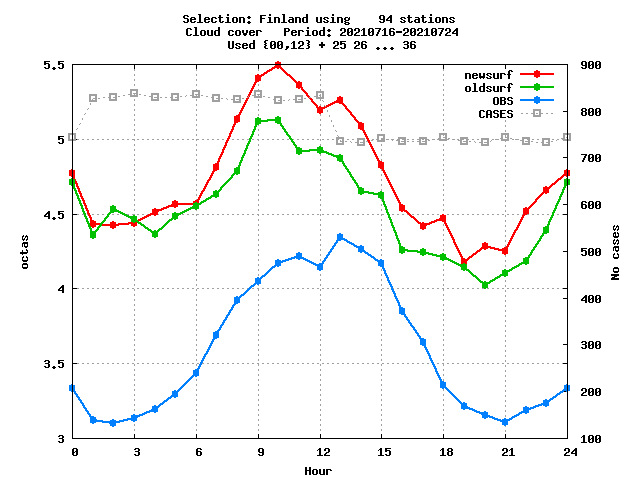 Selection: Finland using    94 stations
Cloud cover   Period: 20210716-20210724
Used {00,12} + 25 26 ... 36
newsurf
oldsurf
OBS
CASES
5.5
5
4.5
4
3.5
3
octas
900
800
700
600
500
400
300
200
100
No cases
0 3 6 9 12 15 18 21 24
Hour